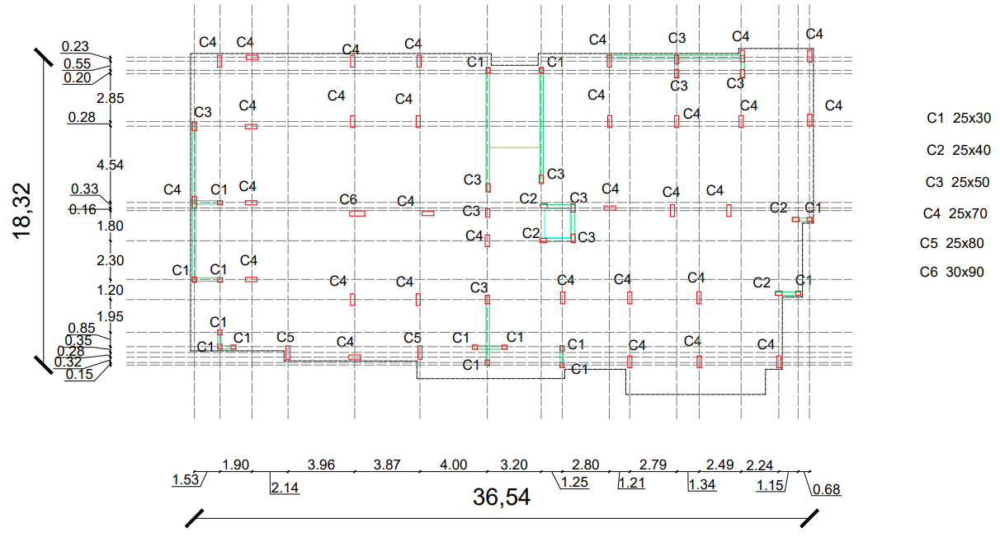 C4 C4 C4 C4 C4 C3 C4 C4
0.23
0.55
0.20
C1 C1 C3 C3
2.85
C4 C4 C4 C4 C4 C4
0.28
C3 C4
C1 25x30
C2 25x40
4.54
C3 C3
C3 25x50
0.33
C4 C1 C4 C6 C4 C2 C3 C4 C4 C4
0.16
C3 C2 C1
C4 25x70
18,32
1.80
C4 C2 C3
C5 25x80
2.30
C1 C1 C4
C6 30x90
1.20
C4 C4 C3 C4 C4 C4 C2 C1
1.95
C1
0.85
0.35
C1 C1 C5 C4 C5 C1 C1 C1 C4 C4 C4
0.28
0.32
C1 C1
0.15
1.90 3.96 3.87 4.00 3.20 2.80 2.79 2.49 2.24
1.53 2.14 1.25 1.21 1.34 1.15 0.68
36,54